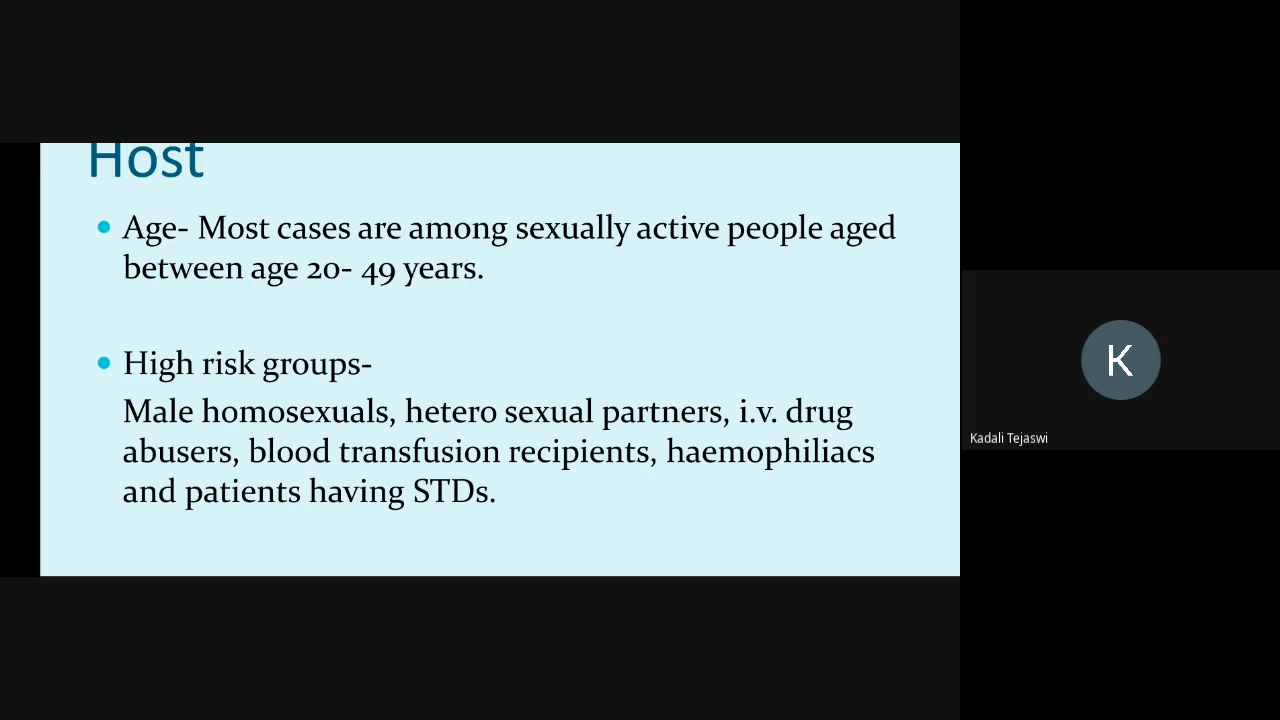 Host
Age- Most cases are among sexually active people aged
between age 20- 49 years.
High risk groups-
Male homosexuals, hetero sexual partners, i.v. drug
abusers, blood transfusion recipients, haemophiliacs
and patients having STDs.
K
Kadali Tejaswi